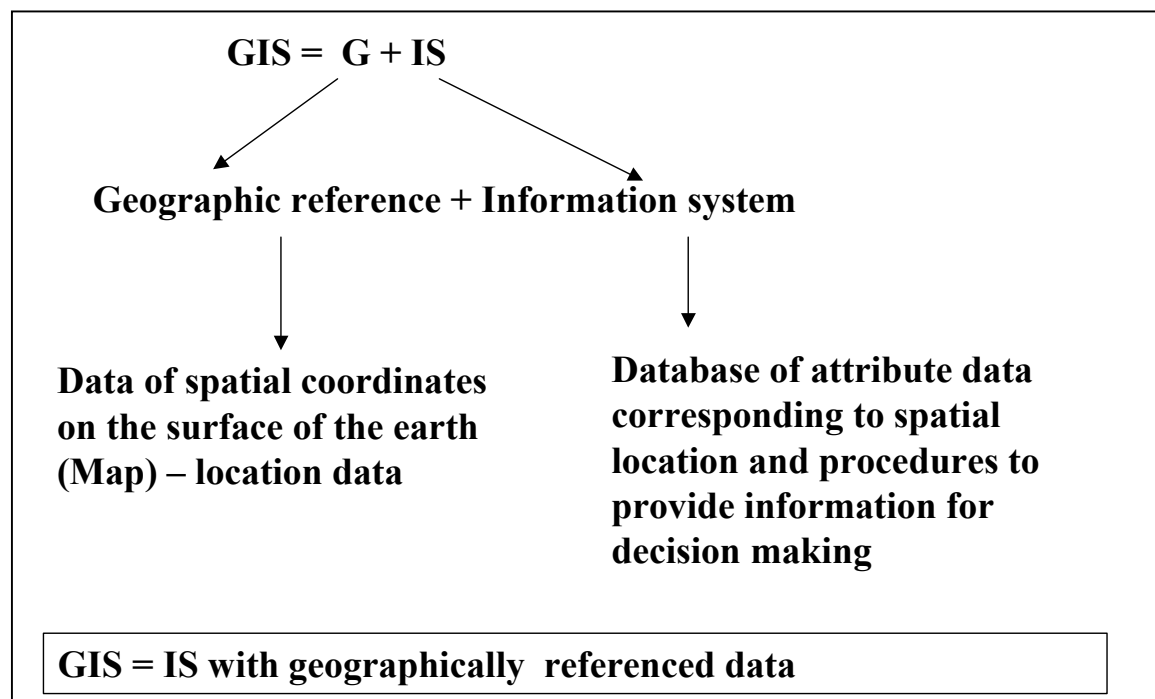 GIS = G + IS
Geographic reference + Information system
Data of spatial coordinates
on the surface of the earth
(Map) – location data
Database of attribute data
corresponding to spatial
location and procedures to
provide information for
decision making
GIS = IS with geographically referenced data